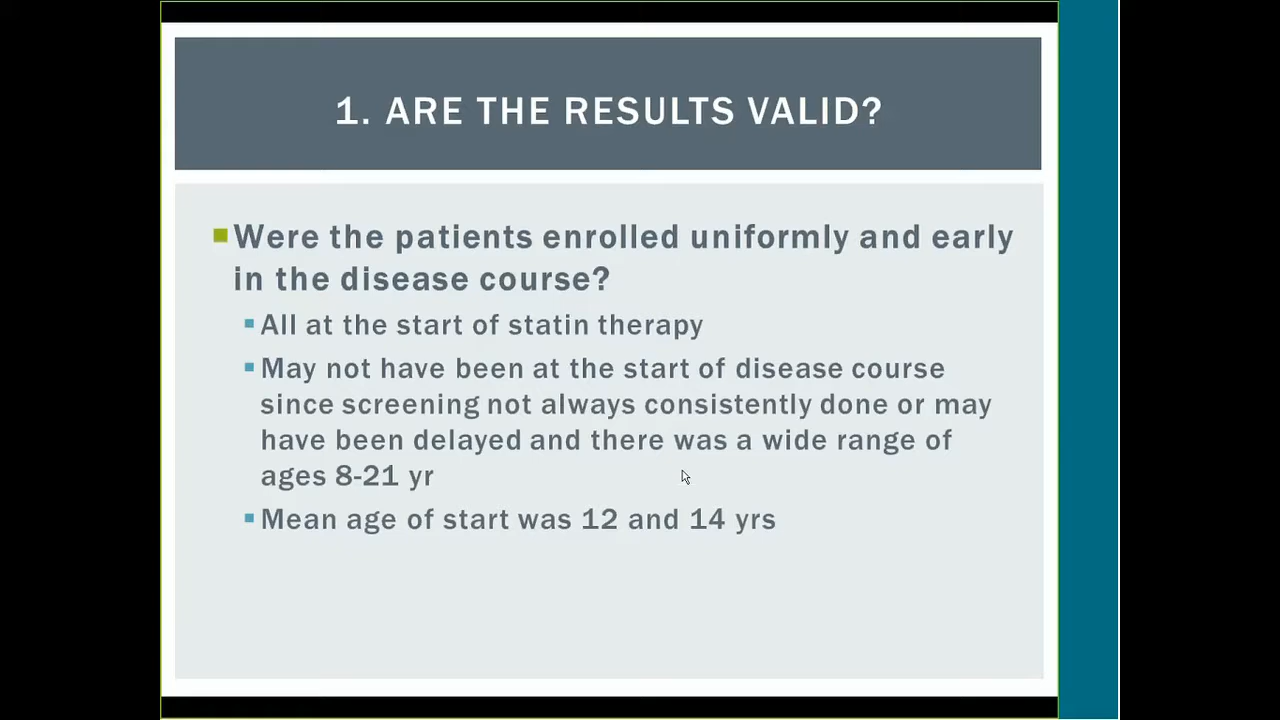 1. ARE THE RESULTS VALID?
Were the patients enrolled uniformly and early
in the disease course?
All at the start of statin therapy
May not have been at the start of disease course
since screening not always consistently done or may
have been delayed and there was a wide range of
ages 8-21 yr
Mean age of start was 12 and 14 yrs